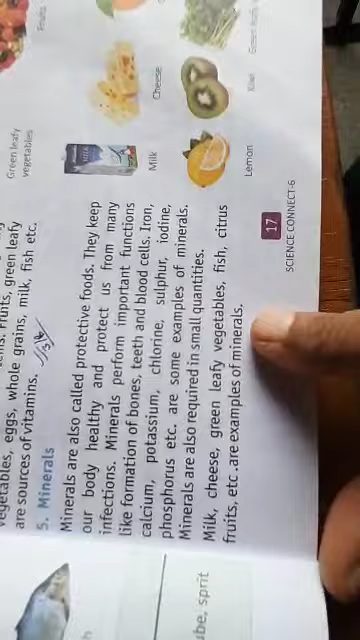 vegetables, eggs, whole grains, milk, fish etc.
are sources of vitamins.
5. Minerals
Minerals are also called protective foods. They keep
our body healthy and protect us from many
infections. Minerals perform important functions
like formation of bones, teeth and blood cells. Iron,
calcium, potassium, chlorine, sulphur, iodine,
phosphorus etc. are some examples of minerals.
Minerals are also required in small quantities.
Milk, cheese, green leafy vegetables, fish, citrus
fruits, etc .are examples of minerals.
Fruits
Green leafy
vegetables
Cheese
Milk
Kiwi
Lemon
17
SCIENCE CONNECT-6